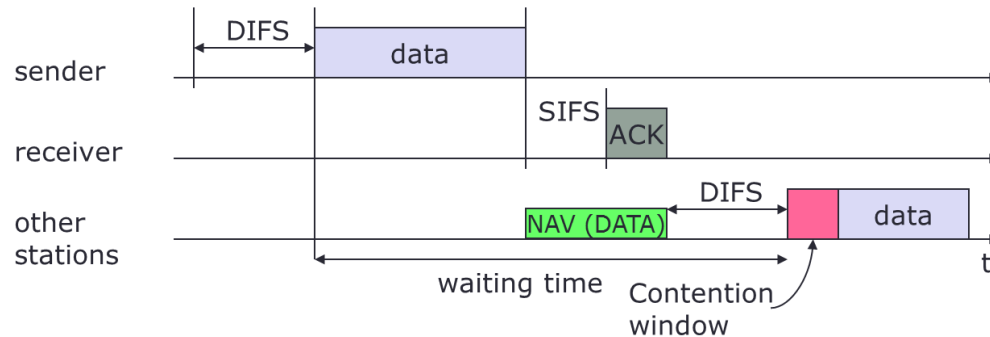 DIFS
data
sender
SIFS
ACK
receiver
DIFS
other
stations
NAV (DATA)
data
t
waiting time
Contention
window